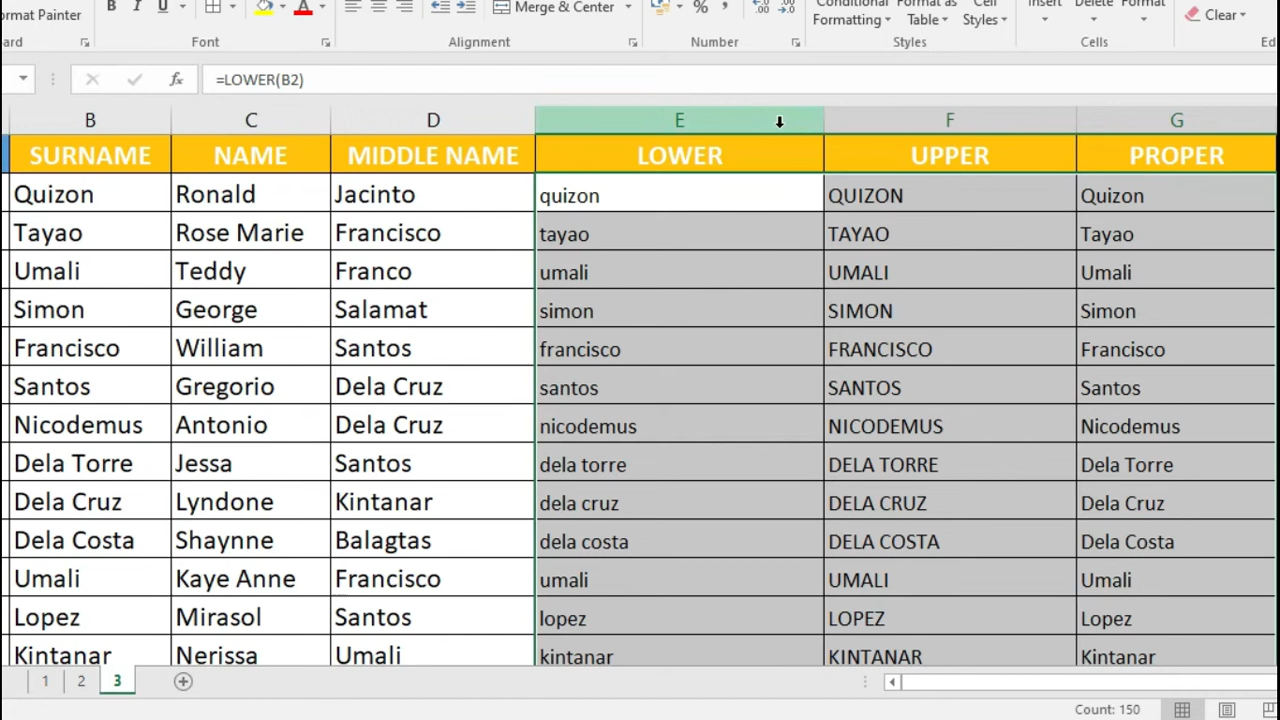 ormat Painter
B I U A
Merge & Center
% .00
Conditional Format as Cell Insert Delete Format
Formatting Table Styles
Clear
ard Font Alignment Number Styles Cells Ed
fx =LOWER(B2)
B C D E F G
SURNAME NAME MIDDLE NAME LOWER UPPER PROPER
Quizon Ronald Jacinto quizon QUIZON Quizon
Tayao Rose Marie Francisco tayao TAYAO Tayao
Umali Teddy Franco umali UMALI Umali
Simon George Salamat simon SIMON Simon
Francisco William Santos francisco FRANCISCO Francisco
Santos Gregorio Dela Cruz santos SANTOS Santos
Nicodemus Antonio Dela Cruz nicodemus NICODEMUS Nicodemus
Dela Torre Jessa Santos dela torre DELA TORRE Dela Torre
Dela Cruz Lyndone Kintanar dela cruz DELA CRUZ Dela Cruz
Dela Costa Shaynne Balagtas dela costa DELA COSTA Dela Costa
Umali Kaye Anne Francisco umali UMALI Umali
Lopez Mirasol Santos lopez LOPEZ Lopez
Kintanar Nerissa Umali kintanar KINTANAR Kintanar
1 2 3
Count: 150